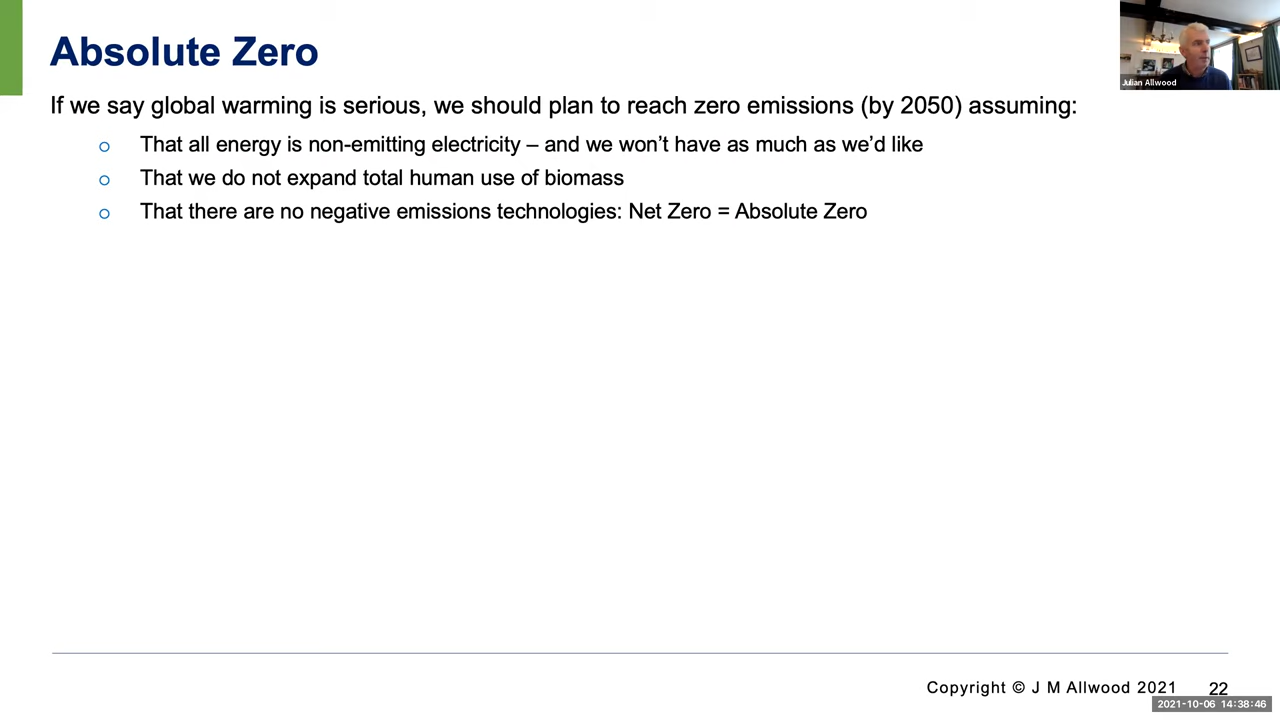 Absolute Zero
Julian Allwood
If we say global warming is serious, we should plan to reach zero emissions (by 2050) assuming:
o That all energy is non-emitting electricity – and we won’t have as much as we’d like
o That we do not expand total human use of biomass
o That there are no negative emissions technologies: Net Zero = Absolute Zero
Copyright © J M Allwood 2021 22
2021-10-06 14:38:46